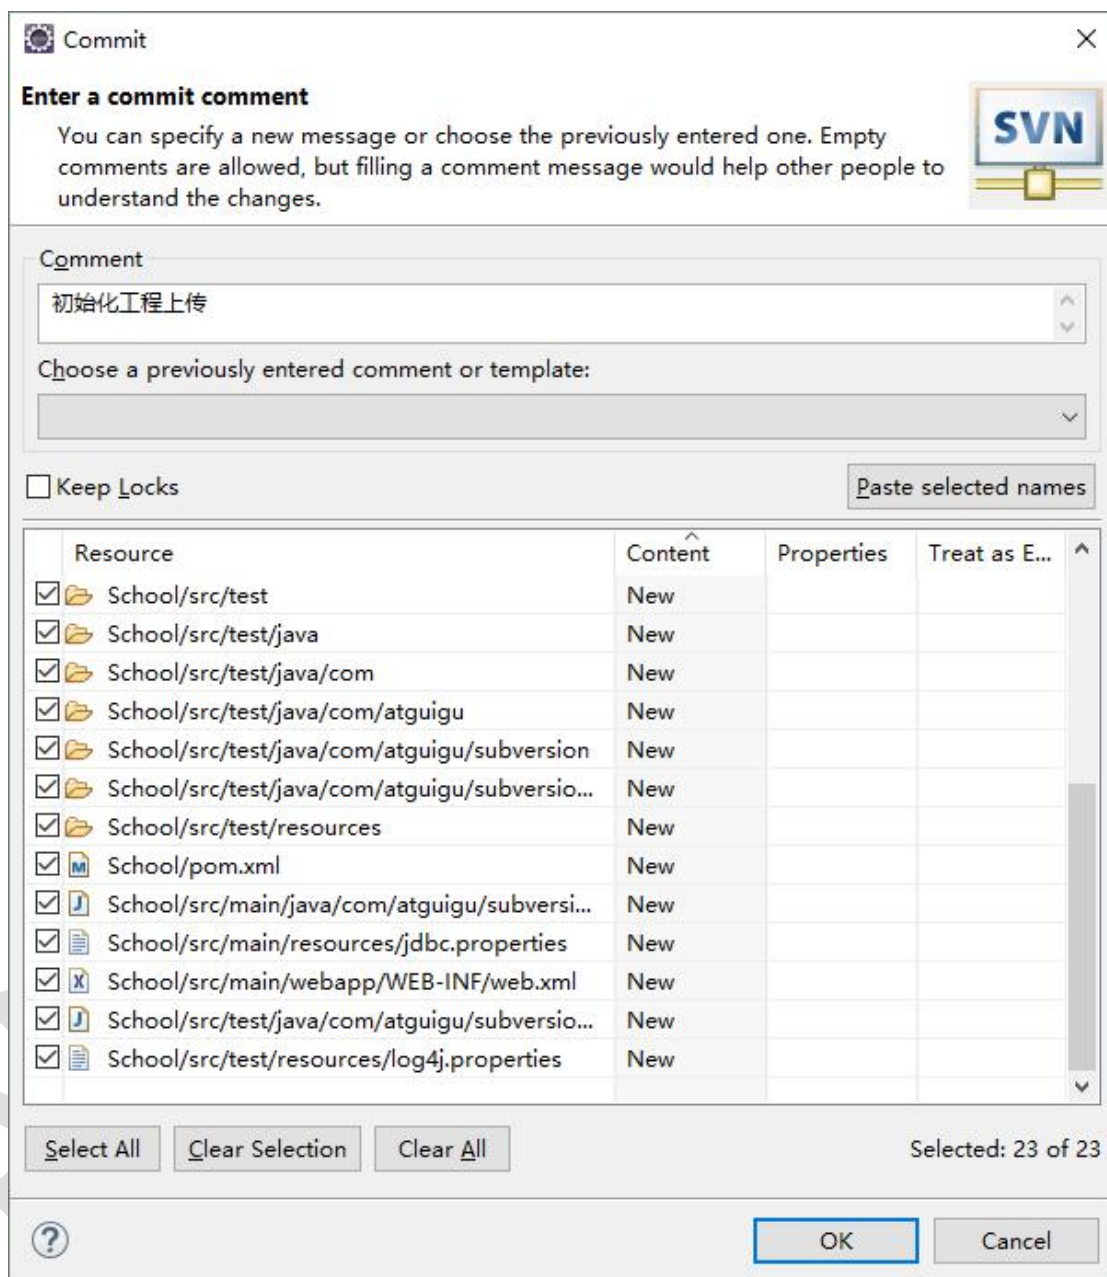 Commit
Enter a commit comment
SVN
You can specify a new message or choose the previously entered one. Empty
comments are allowed, but filling a comment message would help other people to
understand the changes.
Comment
初始化工程上传
Choose a previously entered comment or template:
Keep Locks
Paste selected names
Resource Content Properties Treat as E...
School/src/test New
School/src/test/java New
School/src/test/java/com New
School/src/test/java/com/atguigu New
School/src/test/java/com/atguigu/subversion New
School/src/test/java/com/atguigu/subversio... New
School/src/test/resources New
M School/pom.xml New
J School/src/main/java/com/atguigu/subversi... New
School/src/main/resources/jdbc.properties New
X School/src/main/webapp/WEB-INF/web.xml New
J School/src/test/java/com/atguigu/subversio... New
School/src/test/resources/log4j.properties New
Select All Clear Selection Clear All Selected: 23 of 23
? OK Cancel